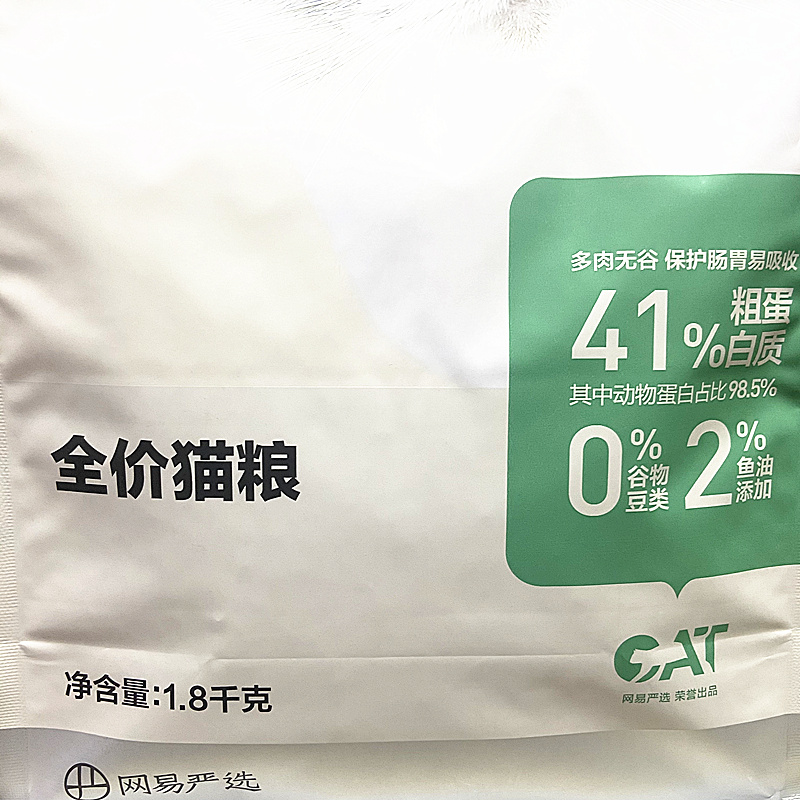 多肉无谷 保护肠胃易吸收
41%粗蛋白质
其中动物蛋白占比98.5%
0%谷物豆类 2%鱼油添加
全价猫粮
CAT
网易严选 荣誉出品
净含量:1.8千克
网易严选